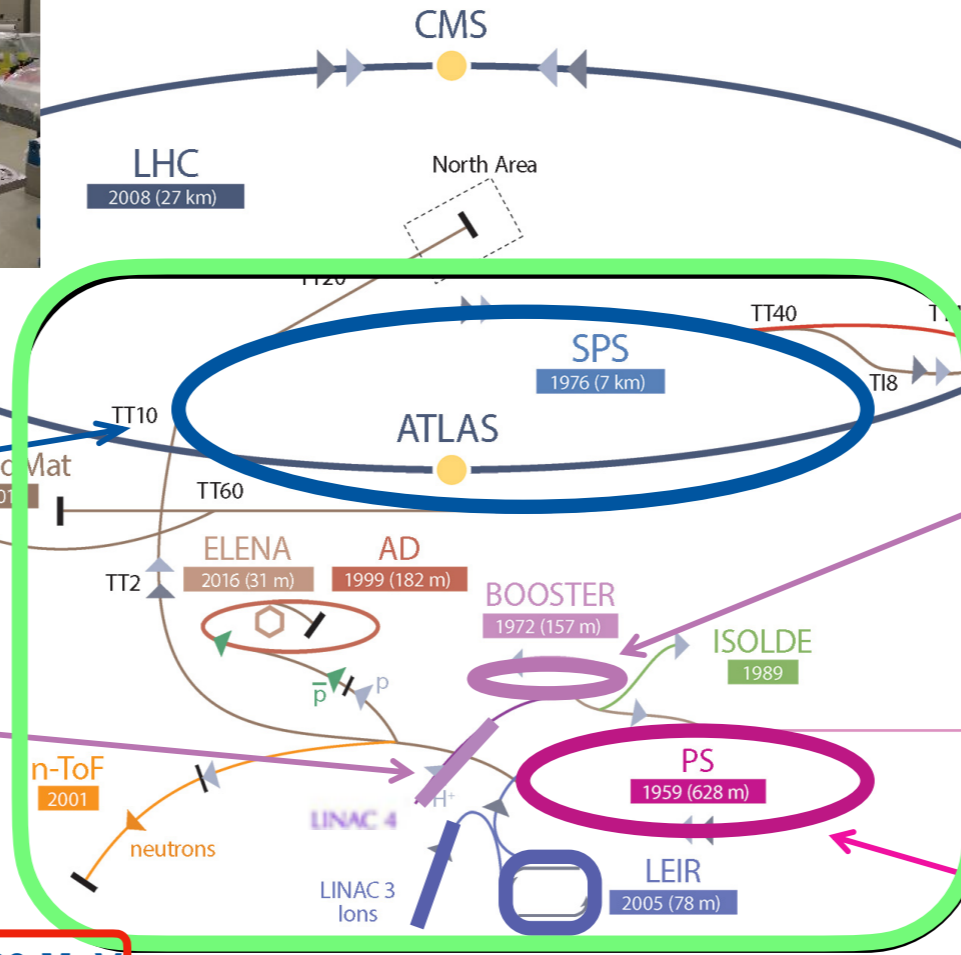 CMS
LHC
2008 (27 km)
North Area
TT20
TT40
SPS
1976 (7 km)
TI8
TT10
ATLAS
TT60
TT2
ELENA
2016 (31 m)
AD
1999 (182 m)
BOOSTER
1972 (157 m)
ISOLDE
1989
p̅
p
n-ToF
2001
neutrons
PS
1959 (628 m)
H⁺
LINAC 4
LINAC 3
Ions
LEIR
2005 (78 m)